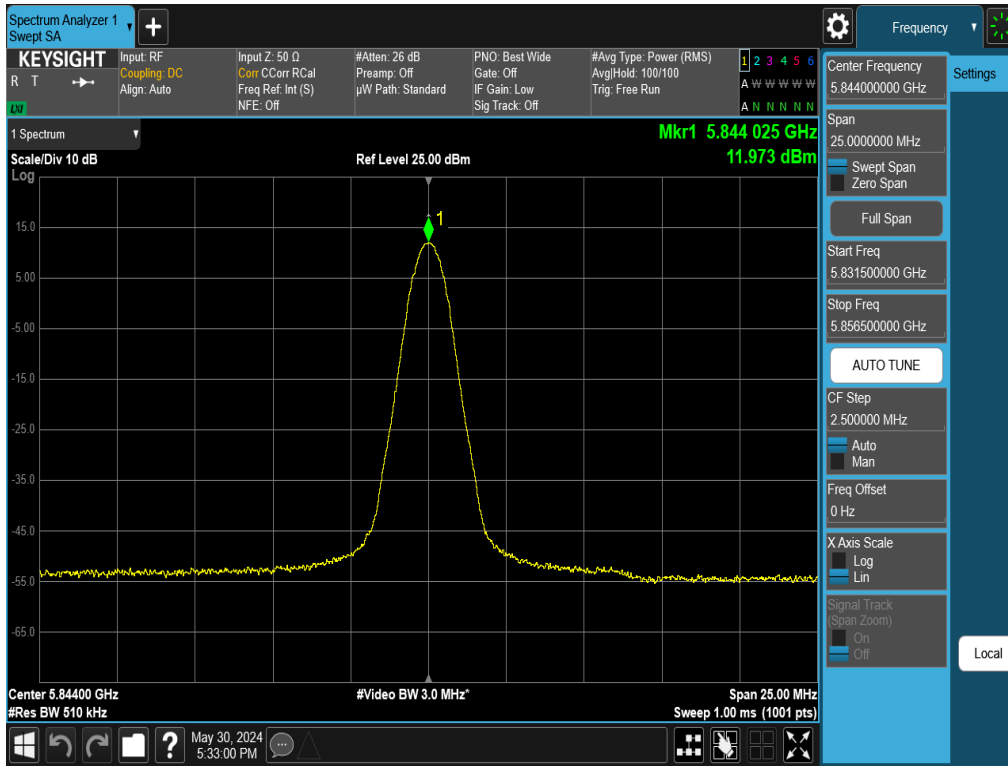 Spectrum Analyzer 1
Swept SA
+
Frequency
KEYSIGHT
R T
LXI
Input: RF
Coupling: DC
Align: Auto
Input Z: 50 Ω
Corr CCorr RCal
Freq Ref: Int (S)
NFE: Off
#Atten: 26 dB
Preamp: Off
µW Path: Standard
PNO: Best Wide
Gate: Off
IF Gain: Low
Sig Track: Off
#Avg Type: Power (RMS)
Avg|Hold: 100/100
Trig: Free Run
1 2 3 4 5 6
A W W W W W
A N N N N N
1 Spectrum
Scale/Div 10 dB
Log
Ref Level 25.00 dBm
Mkr1 5.844 025 GHz
11.973 dBm
1
15.0
5.00
-5.00
-15.0
-25.0
-35.0
-45.0
-55.0
-65.0
Center 5.84400 GHz
#Res BW 510 kHz
#Video BW 3.0 MHz*
Span 25.00 MHz
Sweep 1.00 ms (1001 pts)
Center Frequency
5.844000000 GHz
Settings
Span
25.0000000 MHz
Swept Span
Zero Span
Full Span
Start Freq
5.831500000 GHz
Stop Freq
5.856500000 GHz
AUTO TUNE
CF Step
2.500000 MHz
Auto
Man
Freq Offset
0 Hz
X Axis Scale
Log
Lin
Signal Track
(Span Zoom)
On
Off
Local
?
May 30, 2024
5:33:00 PM